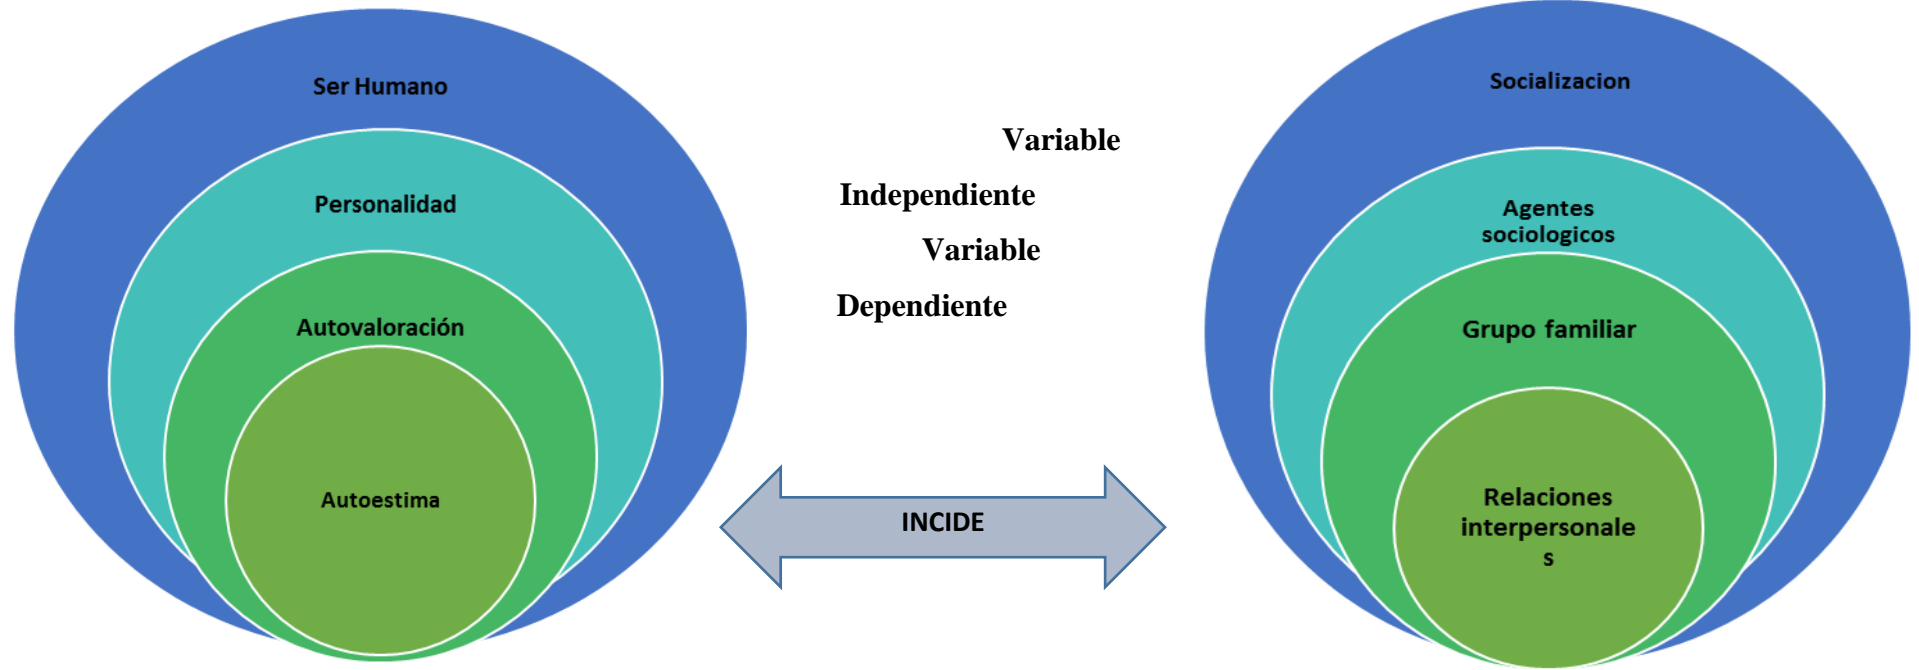 Ser Humano
Personalidad
Autovaloración
Autoestima
Variable
Independiente
Variable
Dependiente
INCIDE
Socializacion
Agentes
sociologicos
Grupo familiar
Relaciones
interpersonale
s